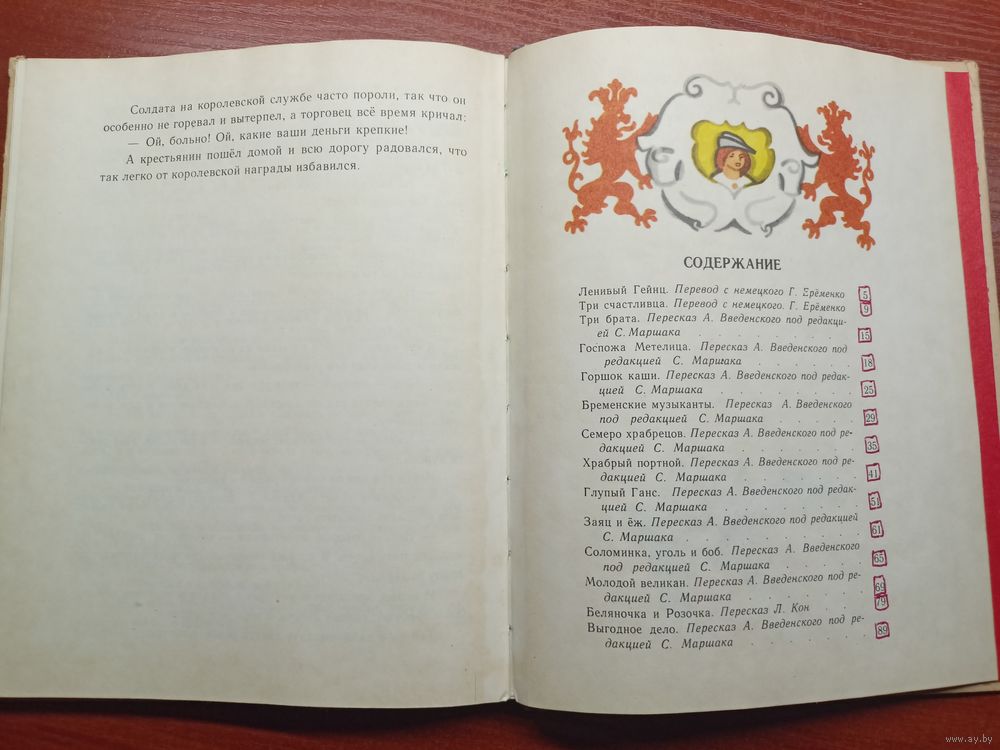 Солдата на королевской службе часто пороли, так что он
особенно не горевал и вытерпел, а торговец всё время кричал:
— Ой, больно! Ой, какие ваши деньги крепкие!
А крестьянин пошёл домой и всю дорогу радовался, что
так легко от королевской награды избавился.
СОДЕРЖАНИЕ
Ленивый Гейнц. Перевод с немецкого Г. Ерёменко 5
Три счастливца. Перевод с немецкого. Г. Ерёменко 9
Три брата. Пересказ А. Введенского под редакци-
ей С. Маршака . . . . . . . . 15
Госпожа Метелица. Пересказ А. Введенского под
редакцией С. Маршака . . . . . . 18
Горшок каши. Пересказ А. Введенского под редак-
цией С. Маршака . . . . . . . . 25
Бременские музыканты. Пересказ А. Введенского
под редакцией С. Маршака . . . . . 29
Семеро храбрецов. Пересказ А. Введенского под ре-
дакцией С. Маршака . . . . . . . 35
Храбрый портной. Пересказ А. Введенского под ре-
дакцией С. Маршака . . . . . . . 41
Глупый Ганс. Пересказ А. Введенского под редак-
цией С. Маршака . . . . . . . 51
Заяц и ёж. Пересказ А. Введенского под редакцией
С. Маршака . . . . . . . . 61
Соломинка, уголь и боб. Пересказ А. Введенского
под редакцией С. Маршака . . . . . 65
Молодой великан. Пересказ А. Введенского под ре-
дакцией С. Маршака . . . . . . . 69
Беляночка и Розочка. Пересказ Л. Кон . . . 79
Выгодное дело. Пересказ А. Введенского под ре-
дакцией С. Маршака . . . . . . . 89
www.ay.by